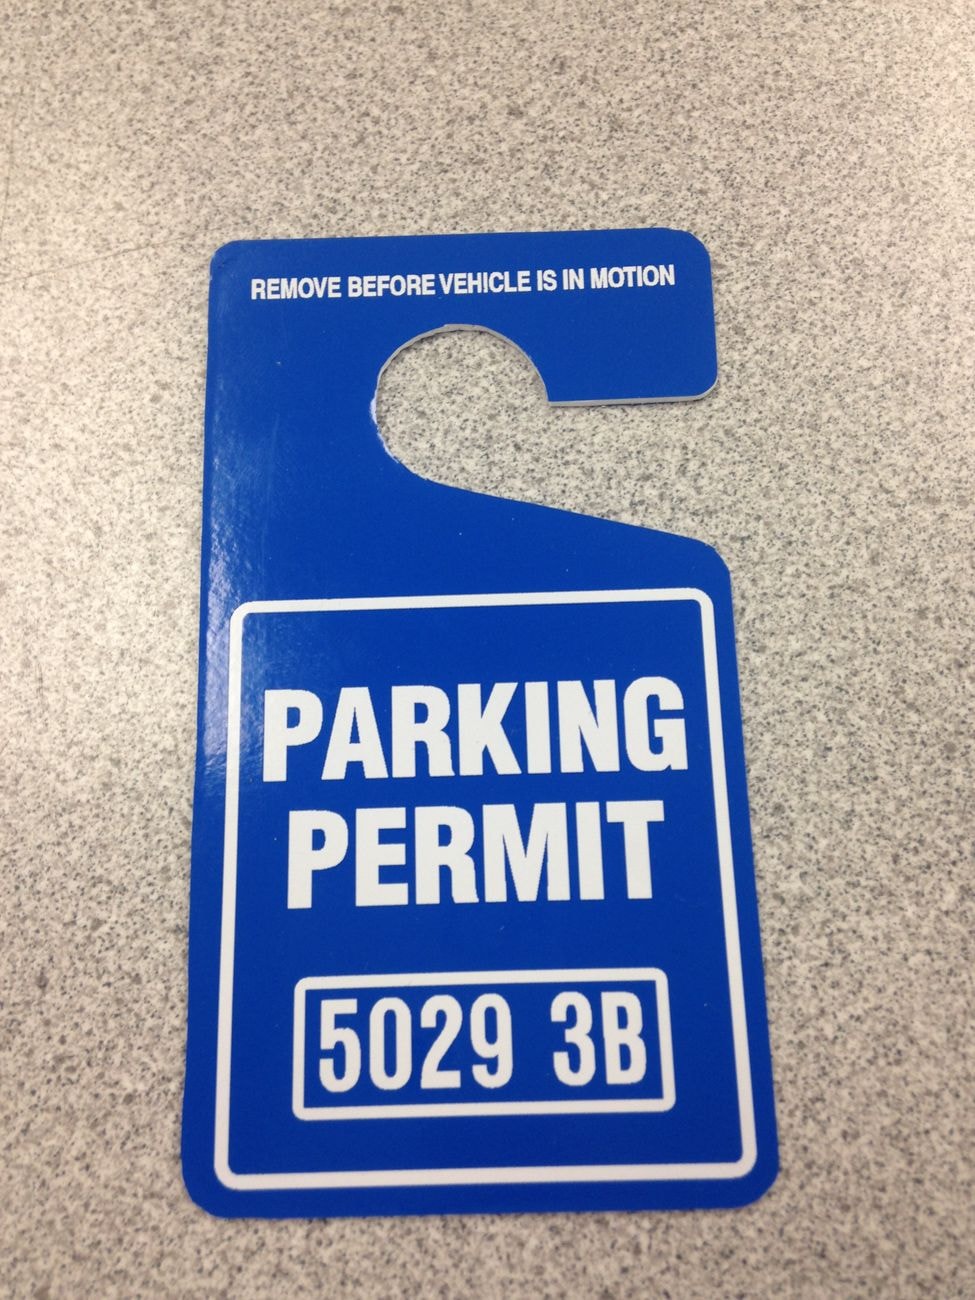 REMOVE BEFORE VEHICLE IS IN MOTION
PARKING
PERMIT
5029 3B